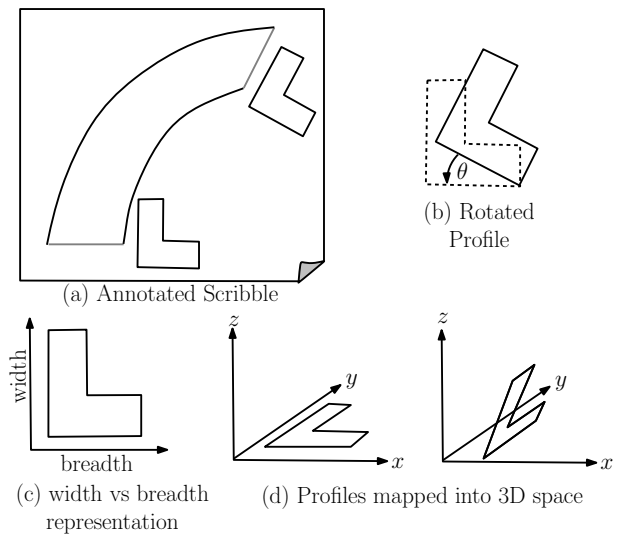 θ
(b) Rotated
Profile
(a) Annotated Scribble
width
breadth
(c) width vs breadth
representation
z
y
x
z
y
x
(d) Profiles mapped into 3D space